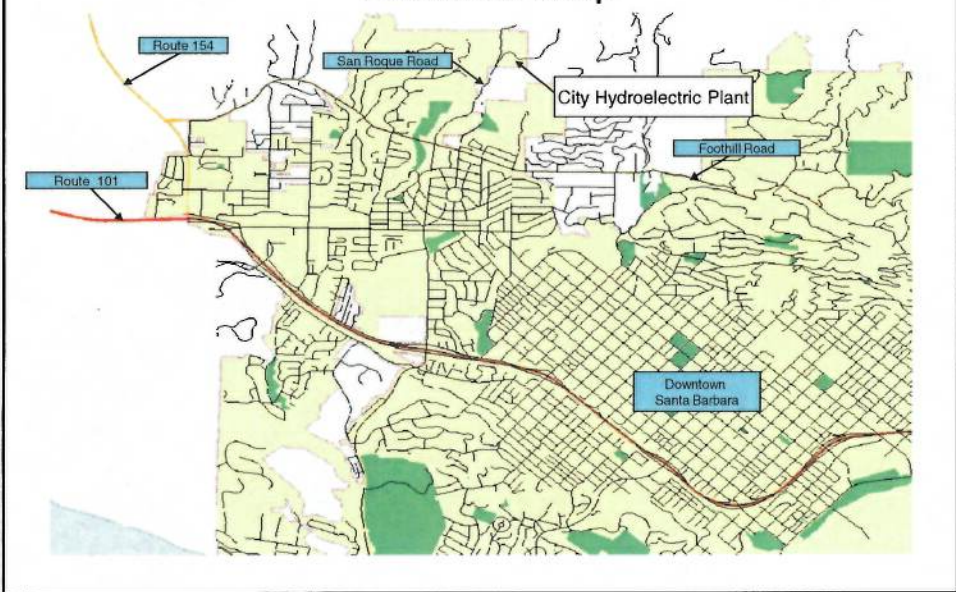 Route 154
San Roque Road
City Hydroelectric Plant
Foothill Road
Route 101
Downtown
Santa Barbara